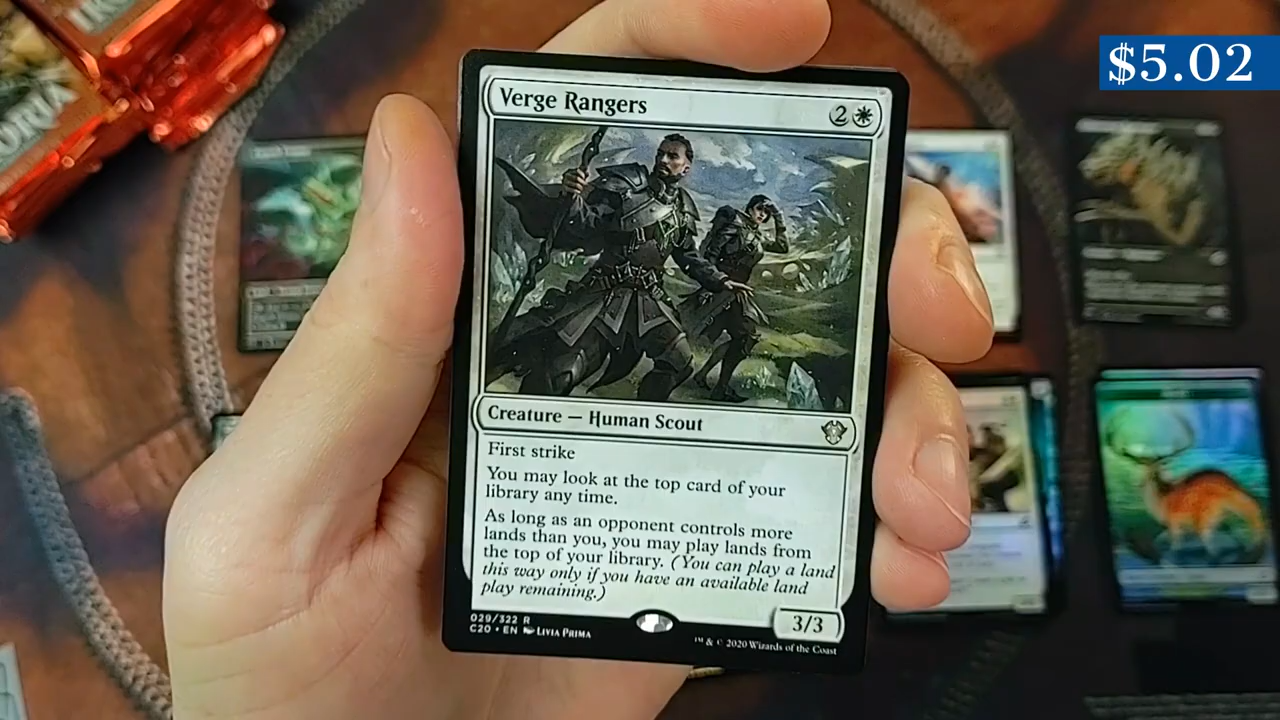 $5.02
Verge Rangers
2
Creature — Human Scout
First strike
You may look at the top card of your
library any time.
As long as an opponent controls more
lands than you, you may play lands from
the top of your library. (You can play a land
this way only if you have an available land
play remaining.)
3/3
029/322 R
C20 • EN LIVIA PRIMA
™ & © 2020 Wizards of the Coast